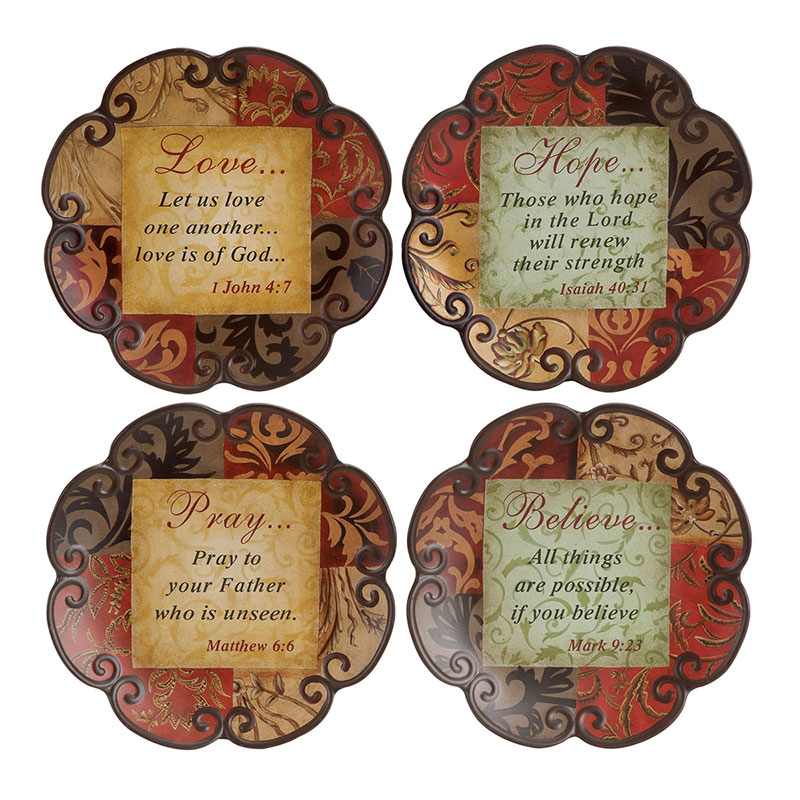 Love...
Let us love
one another...
love is of God...
1 John 4:7
Hope...
Those who hope
in the Lord
will renew
their strength
Isaiah 40:31
Pray...
Pray to
your Father
who is unseen.
Matthew 6:6
Believe...
All things
are possible,
if you believe
Mark 9:23